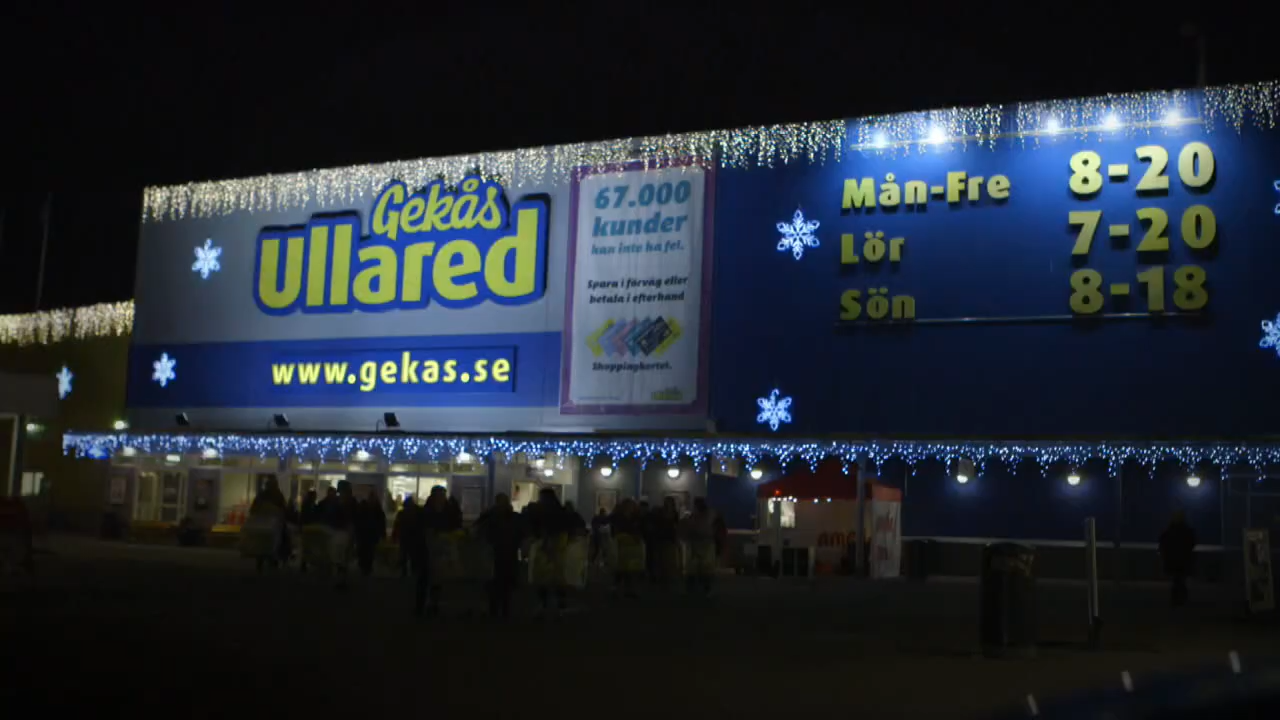 Gekås
Ullared
www.gekas.se
67.000
kunder
kan inte ha fel.
Spara i förväg eller
betala i efterhand
Shoppingkortet.
Mån-Fre 8-20
Lör 7-20
Sön 8-18